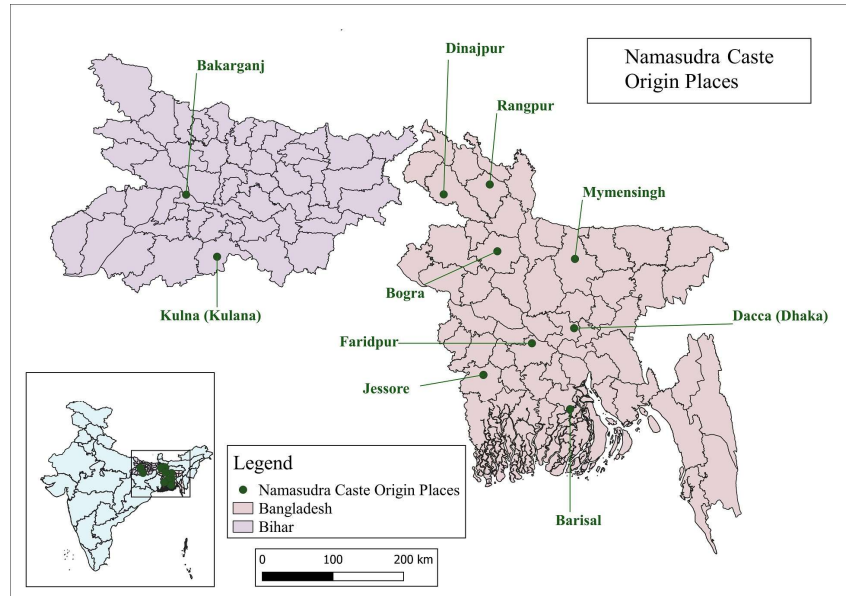 Namasudra Caste
Origin Places
Dinajpur
Bakarganj
Rangpur
Mymensingh
Bogra
Kulna (Kulana)
Dacca (Dhaka)
Faridpur
Jessore
Barisal
Legend
Namasudra Caste Origin Places
Bangladesh
Bihar
0 100 200 km